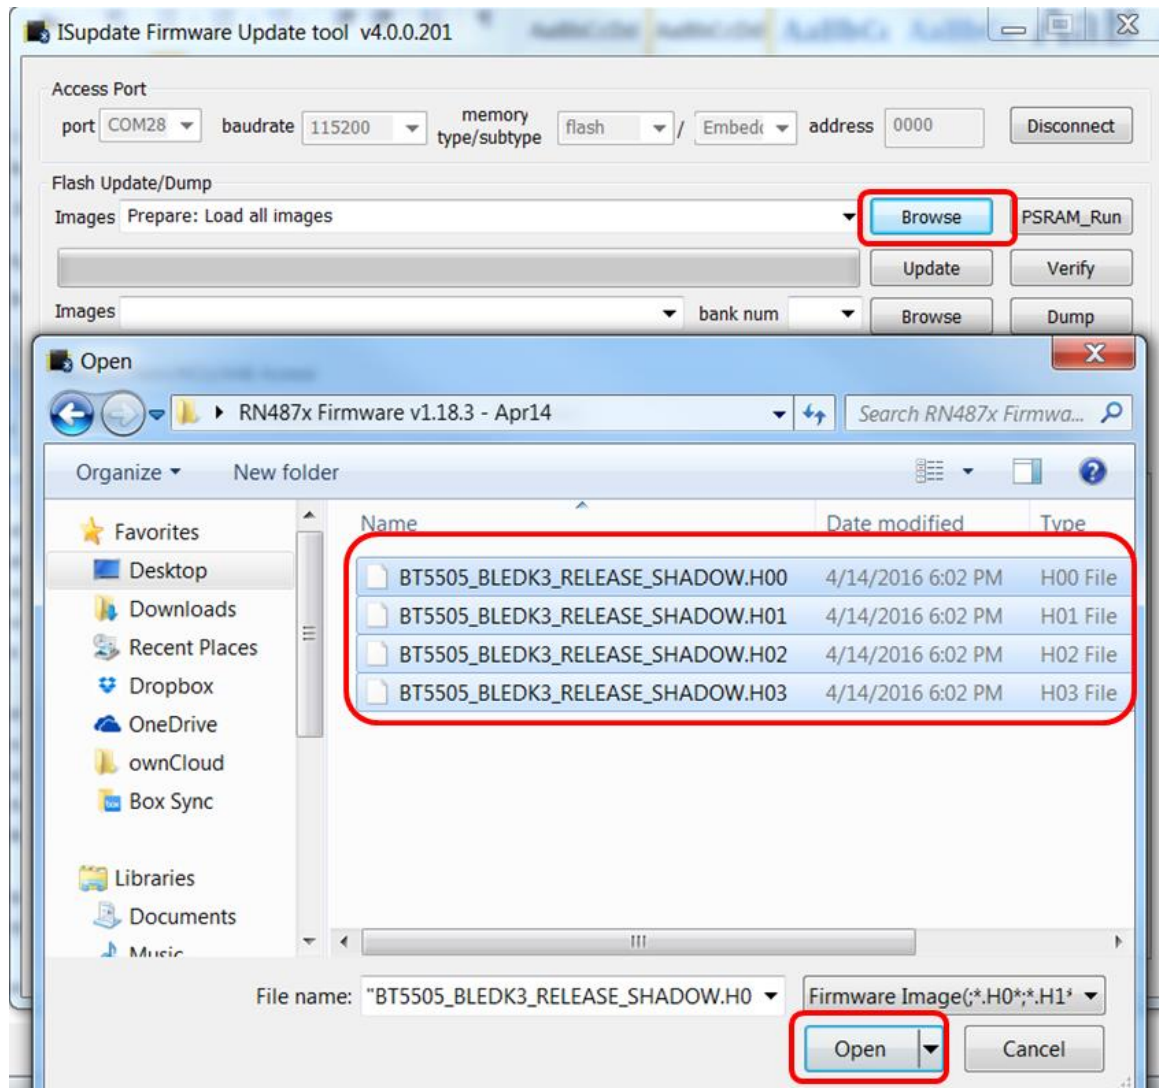 ISupdate Firmware Update tool v4.0.0.201
Access Port
port COM28 baudrate 115200 memory type/subtype flash / Embed address 0000 Disconnect
Flash Update/Dump
Images Prepare: Load all images Browse PSRAM_Run
Update Verify
Images bank num Browse Dump
Open
RN487x Firmware v1.18.3 - Apr14 Search RN487x Firmwa...
Organize New folder
Name Date modified Type
Favorites
Desktop BT5505_BLEDK3_RELEASE_SHADOW.H00 4/14/2016 6:02 PM H00 File
Downloads BT5505_BLEDK3_RELEASE_SHADOW.H01 4/14/2016 6:02 PM H01 File
Recent Places BT5505_BLEDK3_RELEASE_SHADOW.H02 4/14/2016 6:02 PM H02 File
Dropbox BT5505_BLEDK3_RELEASE_SHADOW.H03 4/14/2016 6:02 PM H03 File
OneDrive
ownCloud
Box Sync
Libraries
Documents
Music
File name: "BT5505_BLEDK3_RELEASE_SHADOW.H0 Firmware Image(;*.H0*;*.H1*
Open Cancel